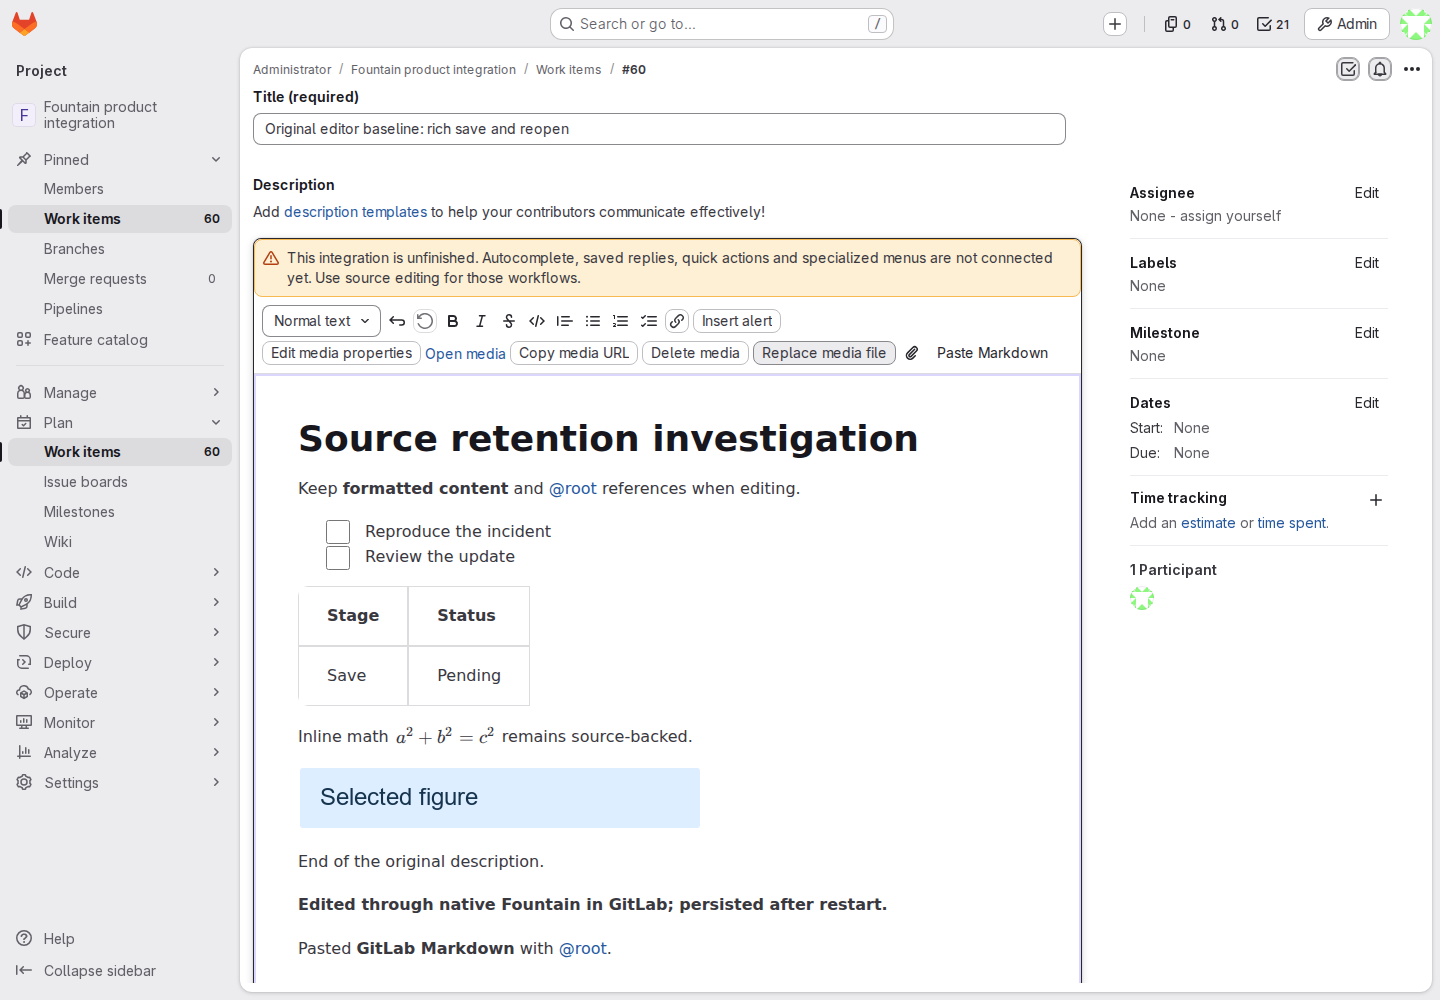 Search or go to...
/
0
0
21
Admin
Project
F
Fountain product integration
Pinned
Members
Work items 60
Branches
Merge requests 0
Pipelines
Feature catalog
Manage
Plan
Work items 60
Issue boards
Milestones
Wiki
Code
Build
Secure
Deploy
Operate
Monitor
Analyze
Settings
Help
Collapse sidebar
Administrator / Fountain product integration / Work items / #60
Title (required)
Original editor baseline: rich save and reopen
Description
Add description templates to help your contributors communicate effectively!
This integration is unfinished. Autocomplete, saved replies, quick actions and specialized menus are not connected
yet. Use source editing for those workflows.
Normal text
Insert alert
Edit media properties Open media Copy media URL Delete media Replace media file Paste Markdown
Source retention investigation
Keep formatted content and @root references when editing.
Reproduce the incident
Review the update
Stage Status
Save Pending
Inline math a² + b² = c² remains source-backed.
Selected figure
End of the original description.
Edited through native Fountain in GitLab; persisted after restart.
Pasted GitLab Markdown with @root.
Assignee Edit
None - assign yourself
Labels Edit
None
Milestone Edit
None
Dates Edit
Start: None
Due: None
Time tracking
Add an estimate or time spent.
1 Participant